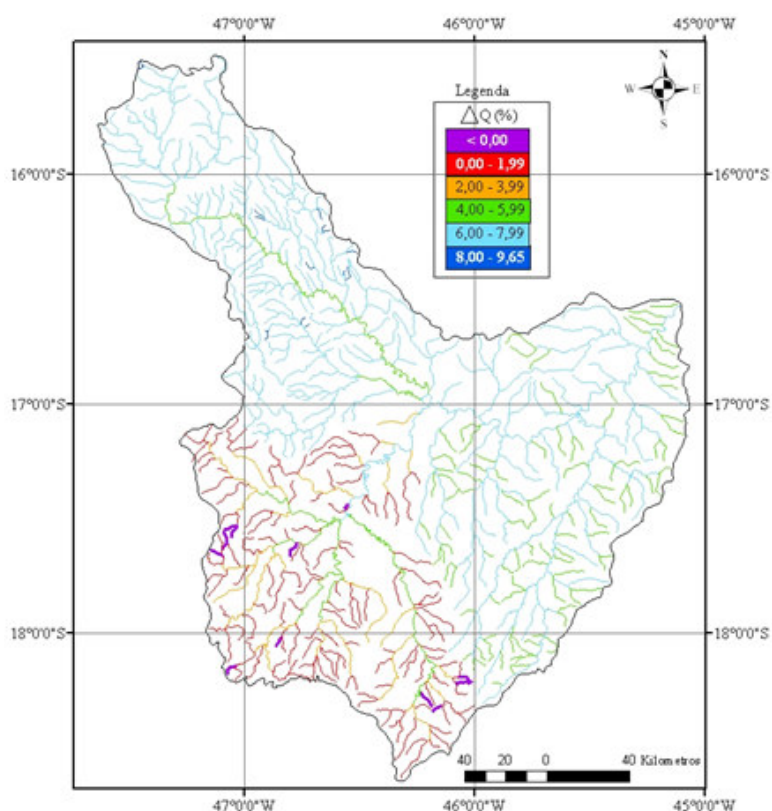 47°0'0"W 46°0'0"W 45°0'0"W
N
W E
S
Legenda
△Q (%)
< 0,00
0,00 - 1,99
2,00 - 3,99
4,00 - 5,99
6,00 - 7,99
8,00 - 9,65
16°0'0"S 16°0'0"S
17°0'0"S 17°0'0"S
18°0'0"S 18°0'0"S
40 20 0 40 Kilometros
47°0'0"W 46°0'0"W 45°0'0"W